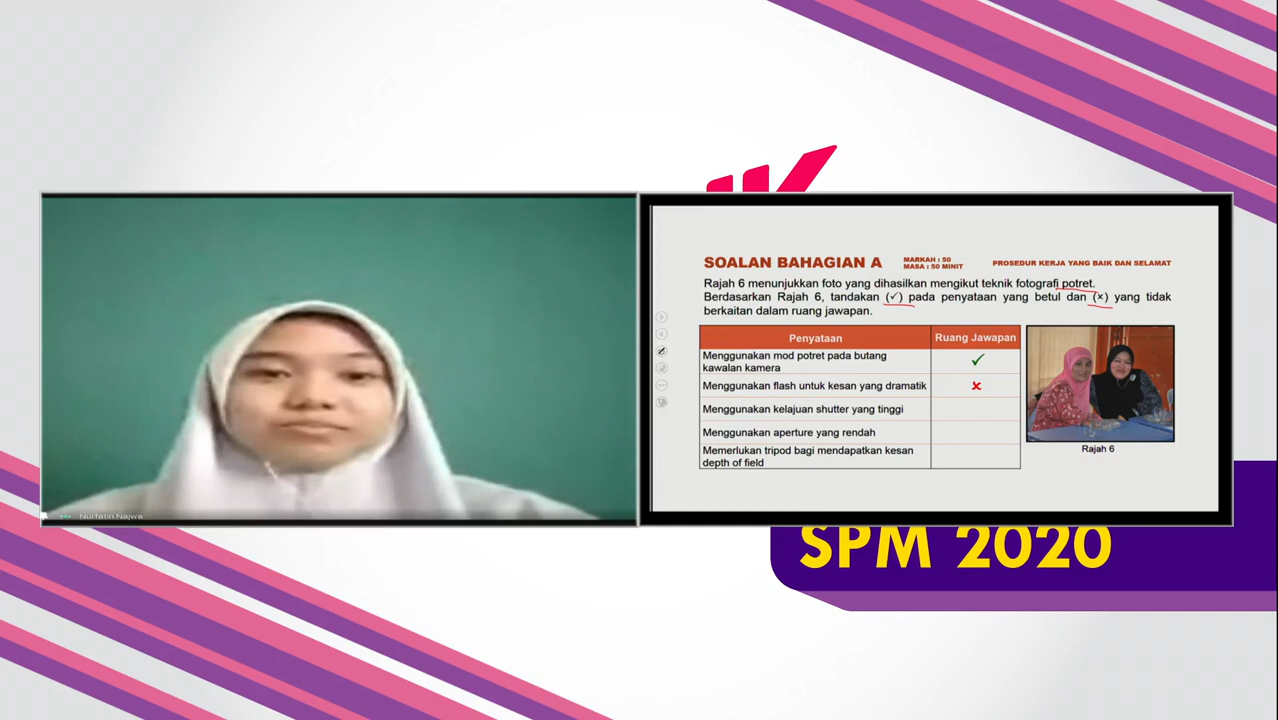 SOALAN BAHAGIAN A
MARKAH : 50
MASA : 50 MINIT
PROSEDUR KERJA YANG BAIK DAN SELAMAT
Rajah 6 menunjukkan foto yang dihasilkan mengikut teknik fotografi potret.
Berdasarkan Rajah 6, tandakan (✓) pada penyataan yang betul dan (×) yang tidak
berkaitan dalam ruang jawapan.
Penyataan
Ruang Jawapan
Menggunakan mod potret pada butang
kawalan kamera
✓
Menggunakan flash untuk kesan yang dramatik
×
Menggunakan kelajuan shutter yang tinggi
Menggunakan aperture yang rendah
Memerlukan tripod bagi mendapatkan kesan
depth of field
Rajah 6
Nurfatin Najwa
SPM 2020